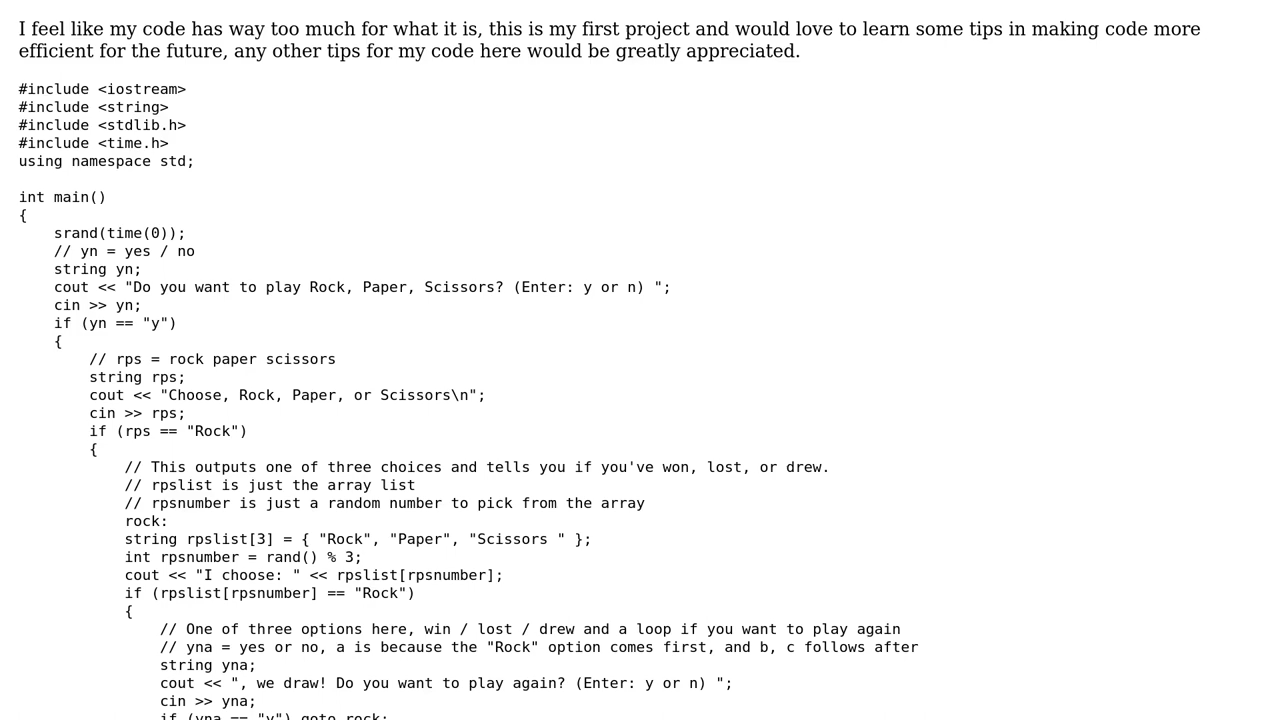 I feel like my code has way too much for what it is, this is my first project and would love to learn some tips in making code more
efficient for the future, any other tips for my code here would be greatly appreciated.
#include <iostream>
#include <string>
#include <stdlib.h>
#include <time.h>
using namespace std;

int main()
{
    srand(time(0));
    // yn = yes / no
    string yn;
    cout << "Do you want to play Rock, Paper, Scissors? (Enter: y or n) ";
    cin >> yn;
    if (yn == "y")
    {
        // rps = rock paper scissors
        string rps;
        cout << "Choose, Rock, Paper, or Scissors\n";
        cin >> rps;
        if (rps == "Rock")
        {
            // This outputs one of three choices and tells you if you've won, lost, or drew.
            // rpslist is just the array list
            // rpsnumber is just a random number to pick from the array
            rock:
            string rpslist[3] = { "Rock", "Paper", "Scissors " };
            int rpsnumber = rand() % 3;
            cout << "I choose: " << rpslist[rpsnumber];
            if (rpslist[rpsnumber] == "Rock")
            {
                // One of three options here, win / lost / drew and a loop if you want to play again
                // yna = yes or no, a is because the "Rock" option comes first, and b, c follows after
                string yna;
                cout << ", we draw! Do you want to play again? (Enter: y or n) ";
                cin >> yna;
                if (yna == "y") goto rock;